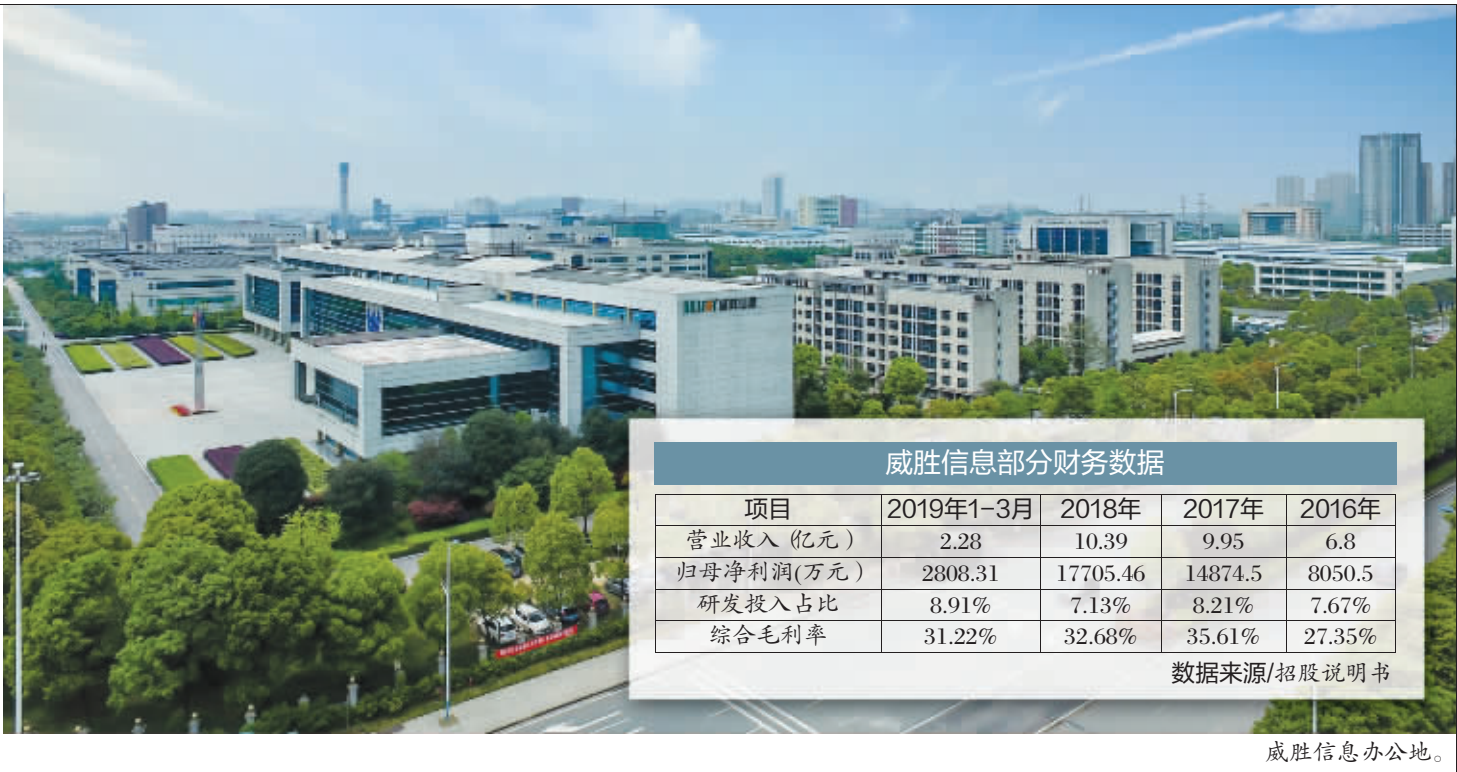 威胜信息部分财务数据
项目 2019年1-3月 2018年 2017年 2016年
营业收入(亿元) 2.28 10.39 9.95 6.8
归母净利润(万元) 2808.31 17705.46 14874.5 8050.5
研发投入占比 8.91% 7.13% 8.21% 7.67%
综合毛利率 31.22% 32.68% 35.61% 27.35%
数据来源/招股说明书
威胜信息办公地。